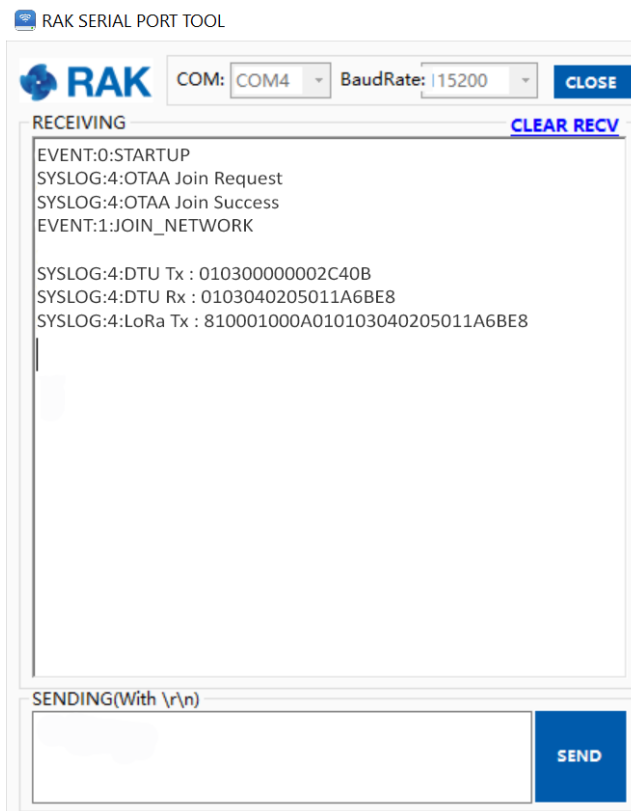 RAK SERIAL PORT TOOL
RAK COM: COM4 BaudRate: 115200 CLOSE
RECEIVING CLEAR RECV
EVENT:0:STARTUP
SYSLOG:4:OTAA Join Request
SYSLOG:4:OTAA Join Success
EVENT:1:JOIN_NETWORK
SYSLOG:4:DTU Tx : 010300000002C40B
SYSLOG:4:DTU Rx : 0103040205011A6BE8
SYSLOG:4:LoRa Tx : 810001000A010103040205011A6BE8
SENDING(With \r\n)
SEND